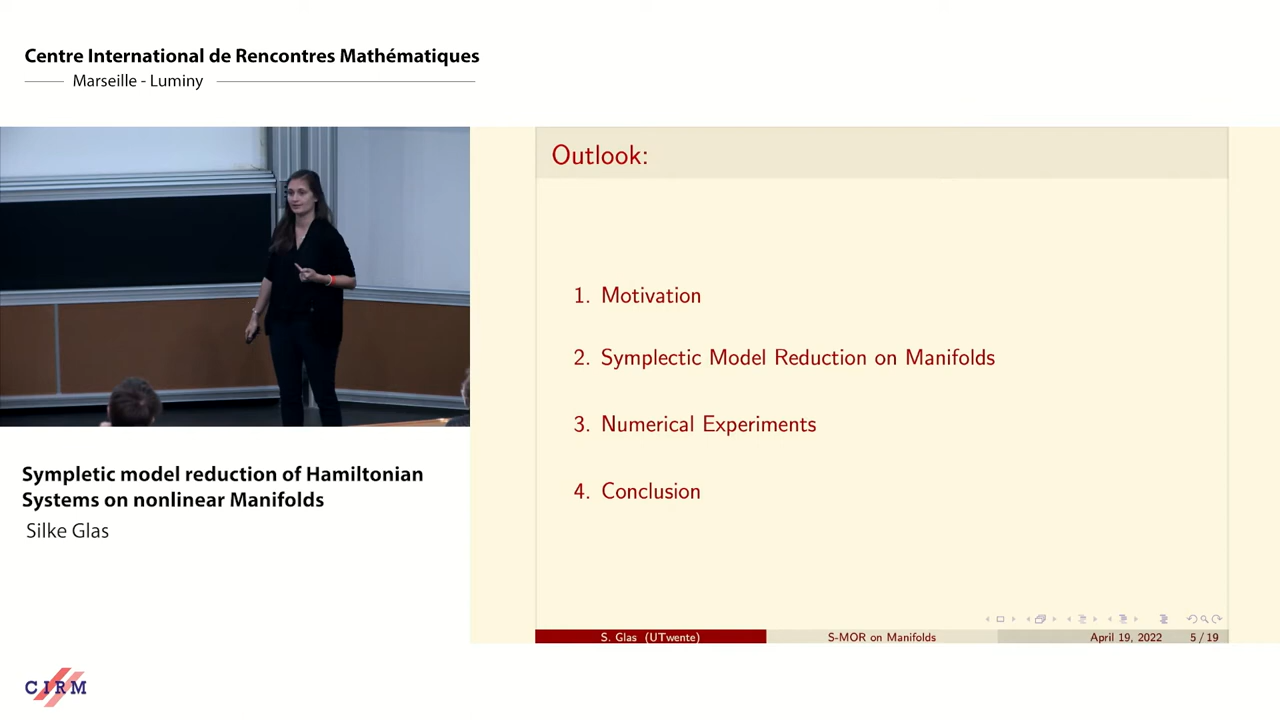 Centre International de Rencontres Mathématiques
Marseille - Luminy
Outlook:
1. Motivation
2. Symplectic Model Reduction on Manifolds
3. Numerical Experiments
4. Conclusion
Sympletic model reduction of Hamiltonian
Systems on nonlinear Manifolds
Silke Glas
S. Glas (UTwente)
S-MOR on Manifolds
April 19, 2022
5 / 19
CIRM